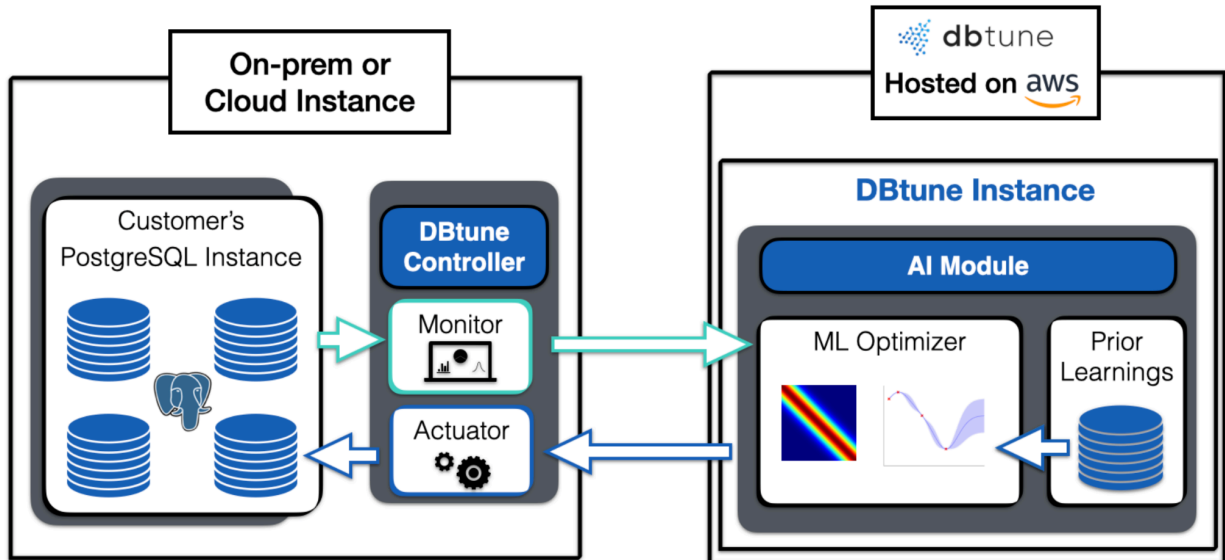 On-prem or
Cloud Instance
dbtune
Hosted on aws
Customer's
PostgreSQL Instance
DBtune
Controller
Monitor
Actuator
DBtune Instance
AI Module
ML Optimizer
Prior
Learnings